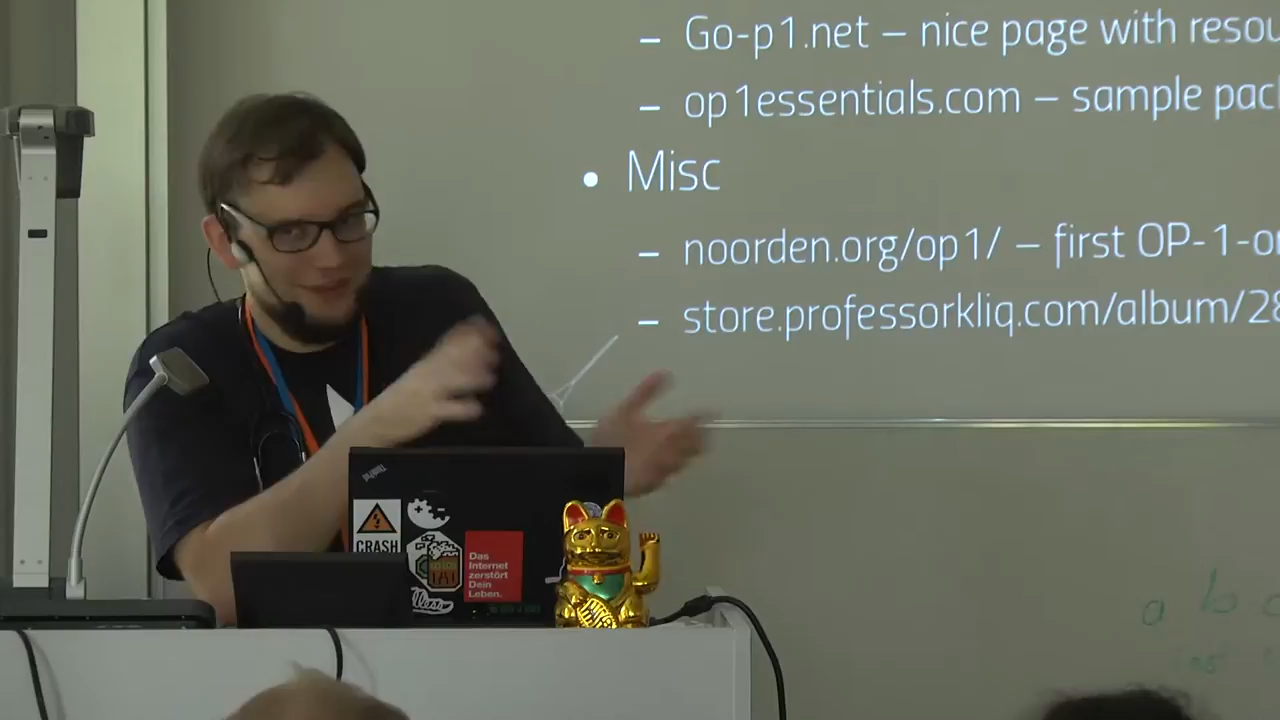 – Go-p1.net – nice page with resou
– op1essentials.com – sample pack
• Misc
– noorden.org/op1/ – first OP-1-o
– store.professorkliq.com/album/28
ThinkPad
CRASH
Das
Internet
zerstört
Dein
Leben.
a b c